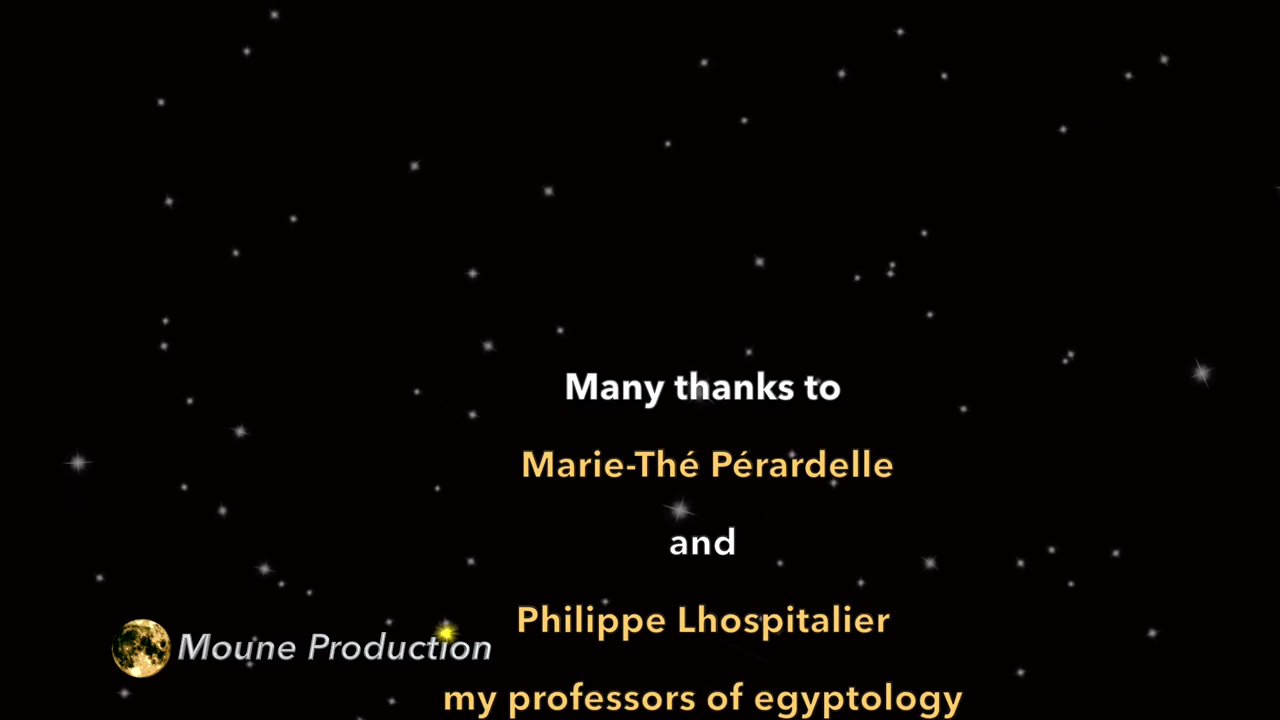 Many thanks to
Marie-Thé Pérardelle
and
Philippe Lhospitalier
Moune Production
my professors of egyptology